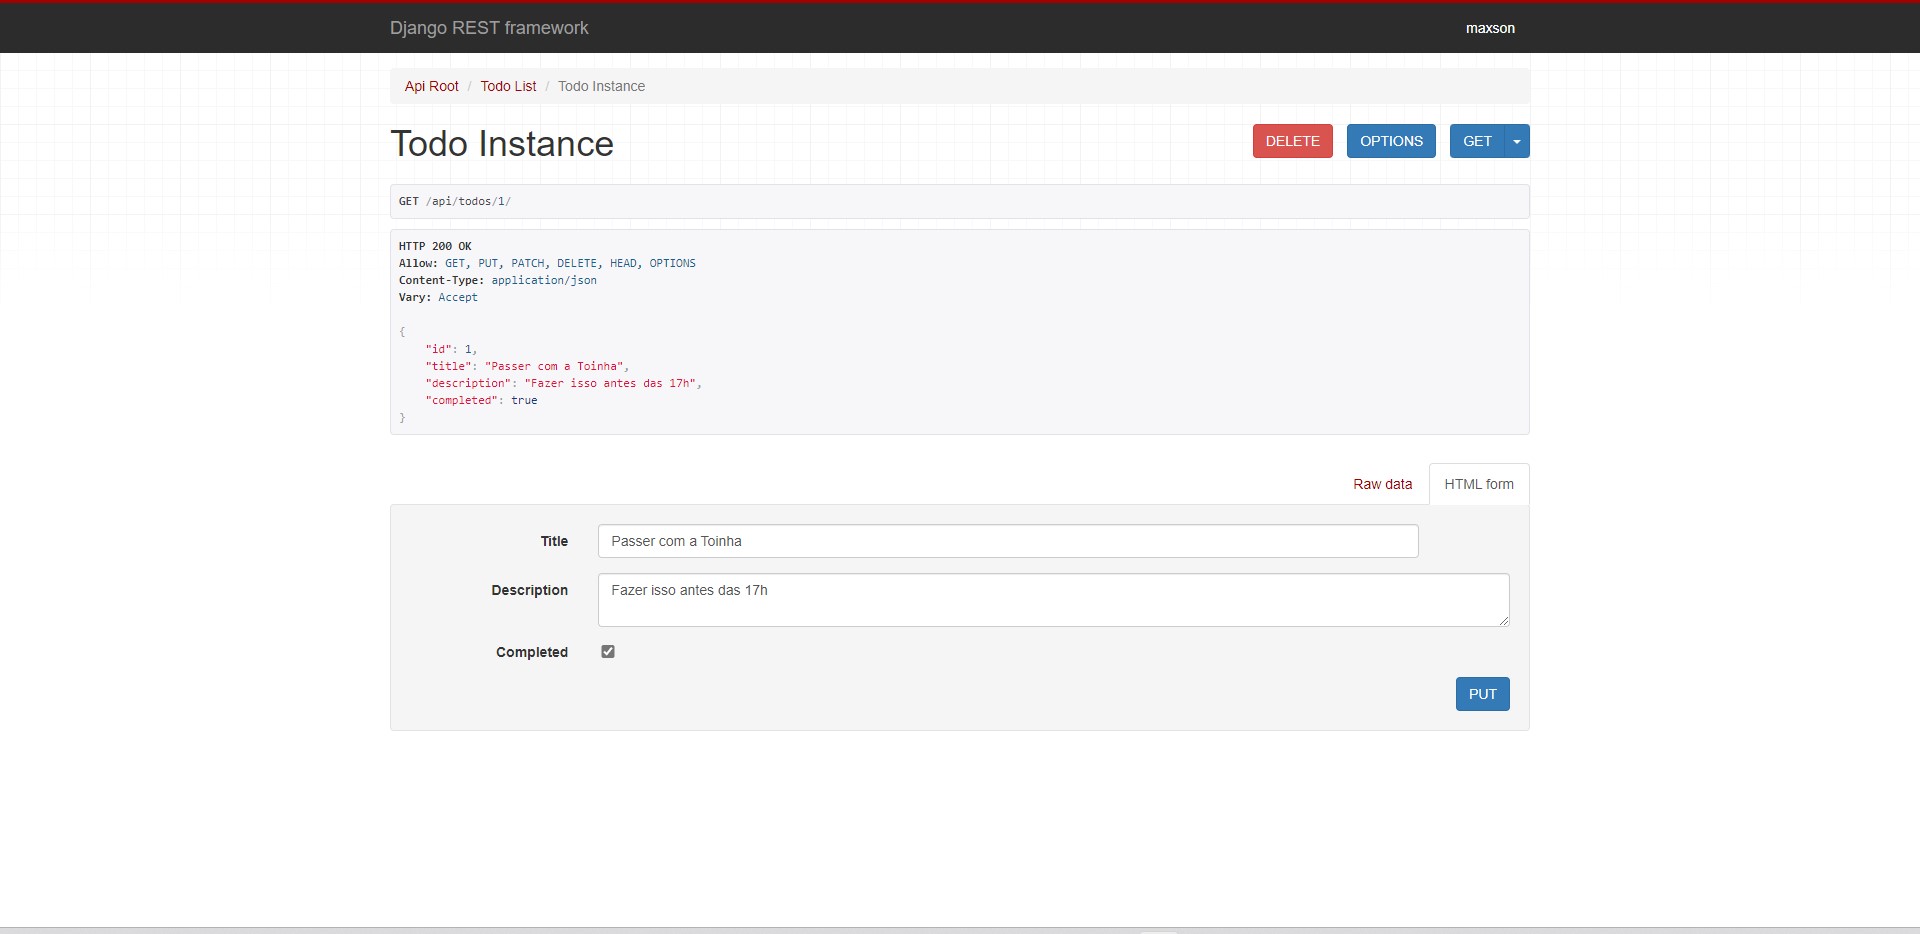 Django REST framework
maxson
Api Root / Todo List / Todo Instance
Todo Instance
DELETE
OPTIONS
GET
GET /api/todos/1/
HTTP 200 OK
Allow: GET, PUT, PATCH, DELETE, HEAD, OPTIONS
Content-Type: application/json
Vary: Accept
{
    "id": 1,
    "title": "Passer com a Toinha",
    "description": "Fazer isso antes das 17h",
    "completed": true
}
Raw data
HTML form
Title
Passer com a Toinha
Description
Fazer isso antes das 17h
Completed
PUT